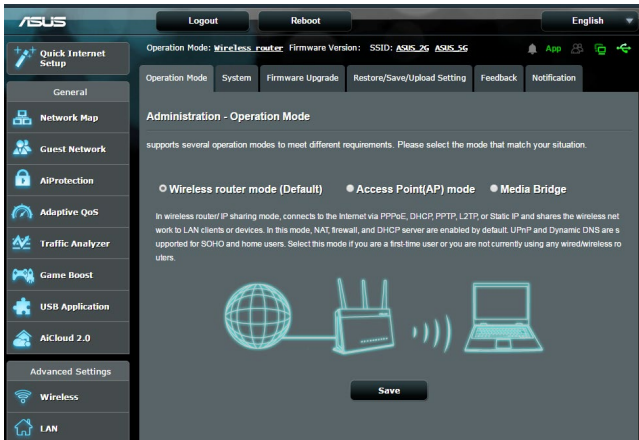 ASUS
Logout
Reboot
English
Quick Internet
Setup
General
Network Map
Guest Network
AiProtection
Adaptive QoS
Traffic Analyzer
Game Boost
USB Application
AiCloud 2.0
Advanced Settings
Wireless
LAN
Operation Mode: Wireless router Firmware Version: SSID: ASUS_2G ASUS_5G
App
Operation Mode System Firmware Upgrade Restore/Save/Upload Setting Feedback Notification
Administration - Operation Mode
supports several operation modes to meet different requirements. Please select the mode that match your situation.
Wireless router mode (Default) Access Point(AP) mode Media Bridge
In wireless router/ IP sharing mode, connects to the Internet via PPPoE, DHCP, PPTP, L2TP, or Static IP and shares the wireless net
work to LAN clients or devices. In this mode, NAT, firewall, and DHCP server are enabled by default. UPnP and Dynamic DNS are s
upported for SOHO and home users. Select this mode if you are a first-time user or you are not currently using any wired/wireless ro
uters.
Save